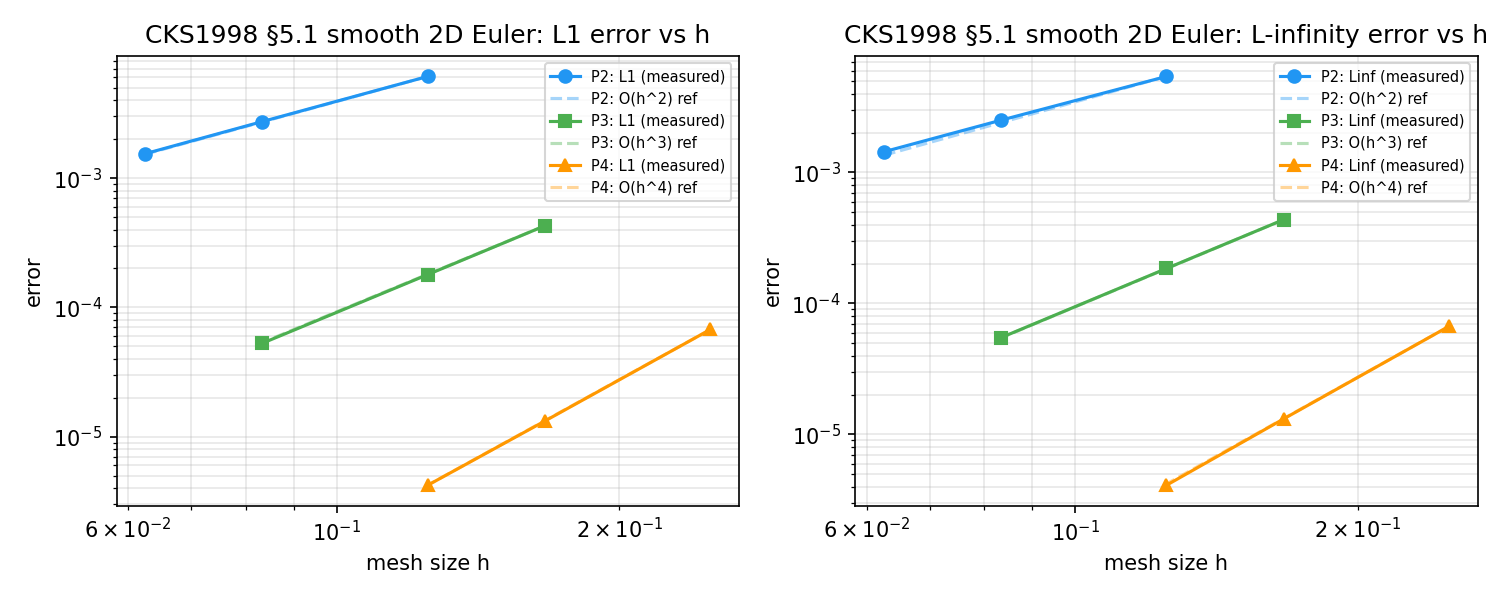 CKS1998 §5.1 smooth 2D Euler: L1 error vs h
P2: L1 (measured)
P2: O(h^2) ref
P3: L1 (measured)
P3: O(h^3) ref
P4: L1 (measured)
P4: O(h^4) ref
error
10⁻³
10⁻⁴
10⁻⁵
6 × 10⁻²
10⁻¹
2 × 10⁻¹
mesh size h
CKS1998 §5.1 smooth 2D Euler: L-infinity error vs h
P2: Linf (measured)
P2: O(h^2) ref
P3: Linf (measured)
P3: O(h^3) ref
P4: Linf (measured)
P4: O(h^4) ref
error
10⁻³
10⁻⁴
10⁻⁵
6 × 10⁻²
10⁻¹
2 × 10⁻¹
mesh size h